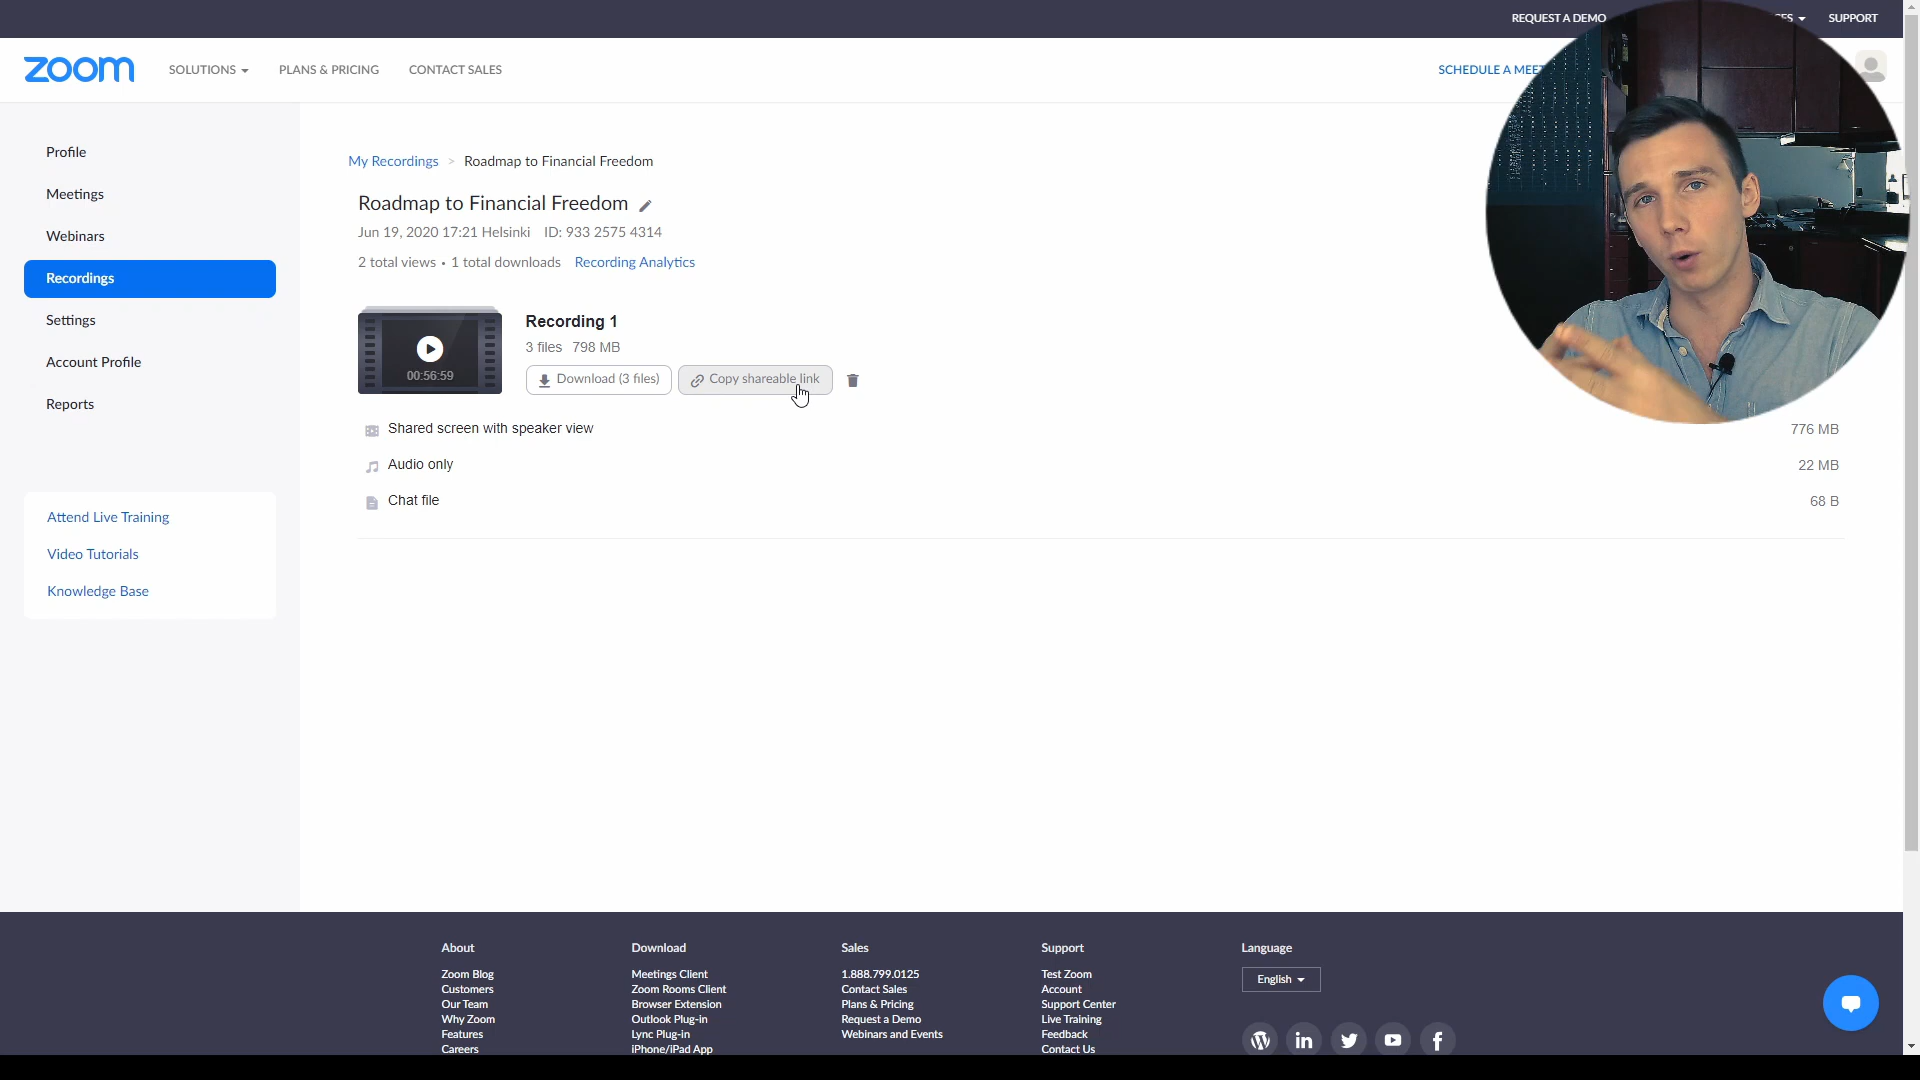 REQUEST A DEMO
SUPPORT
zoom
SOLUTIONS
PLANS & PRICING
CONTACT SALES
SCHEDULE A
Profile
Meetings
Webinars
Recordings
Settings
Account Profile
Reports
Attend Live Training
Video Tutorials
Knowledge Base
My Recordings > Roadmap to Financial Freedom
Roadmap to Financial Freedom
Jun 19, 2020 17:21 Helsinki ID: 933 2575 4314
2 total views • 1 total downloads Recording Analytics
00:56:59
Recording 1
3 files 798 MB
Download (3 files)
Copy shareable link
Shared screen with speaker view
776 MB
Audio only
22 MB
Chat file
68 B
About
Zoom Blog
Customers
Our Team
Why Zoom
Features
Careers
Download
Meetings Client
Zoom Rooms Client
Browser Extension
Outlook Plug-in
Lync Plug-in
iPhone/iPad App
Sales
1.888.799.0125
Contact Sales
Plans & Pricing
Request a Demo
Webinars and Events
Support
Test Zoom
Account
Support Center
Live Training
Feedback
Contact Us
Language
English